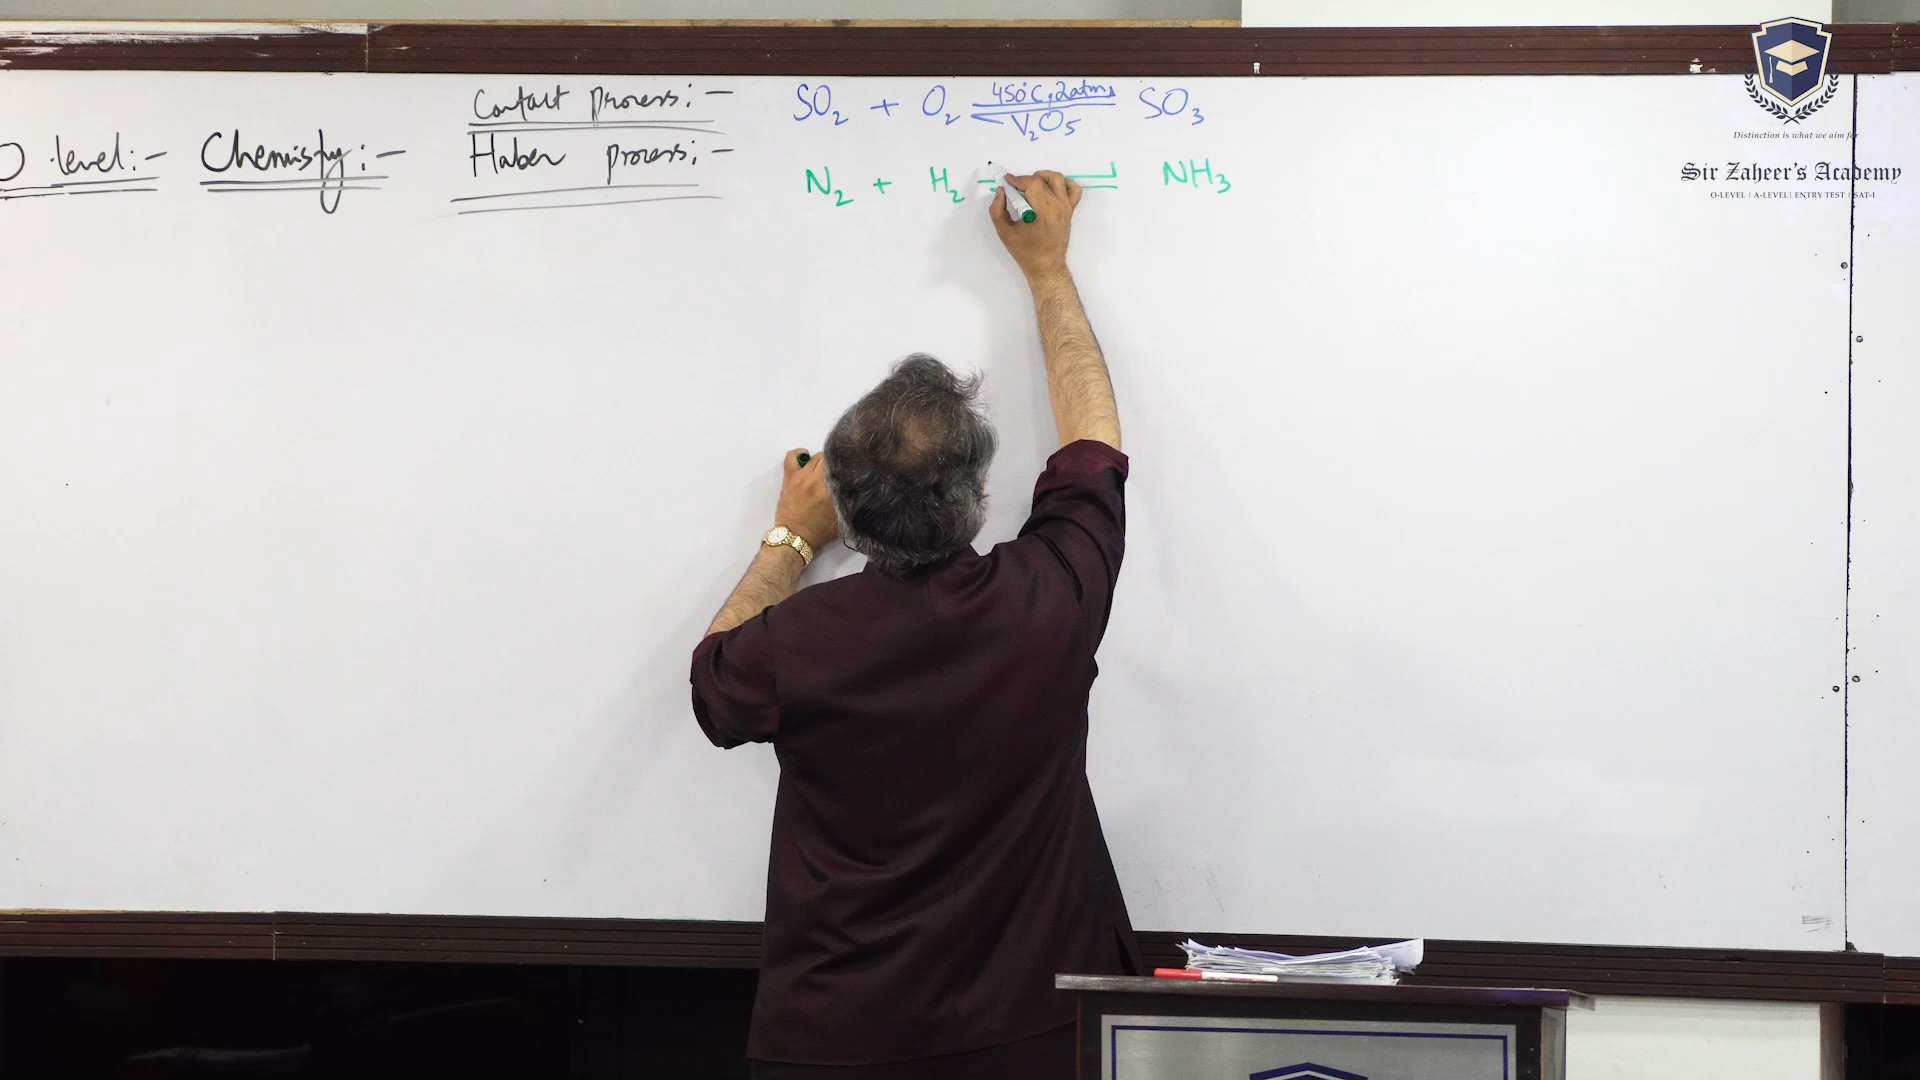 Contact process:-
O level:- Chemistry:- Haber process:-
SO2 + O2 450°C, 2atms V2O5 SO3
N2 + H2 NH3
Distinction is what we aim for
Sir Zaheer's Academy
O-LEVEL | A-LEVEL | ENTRY TEST | SAT-I